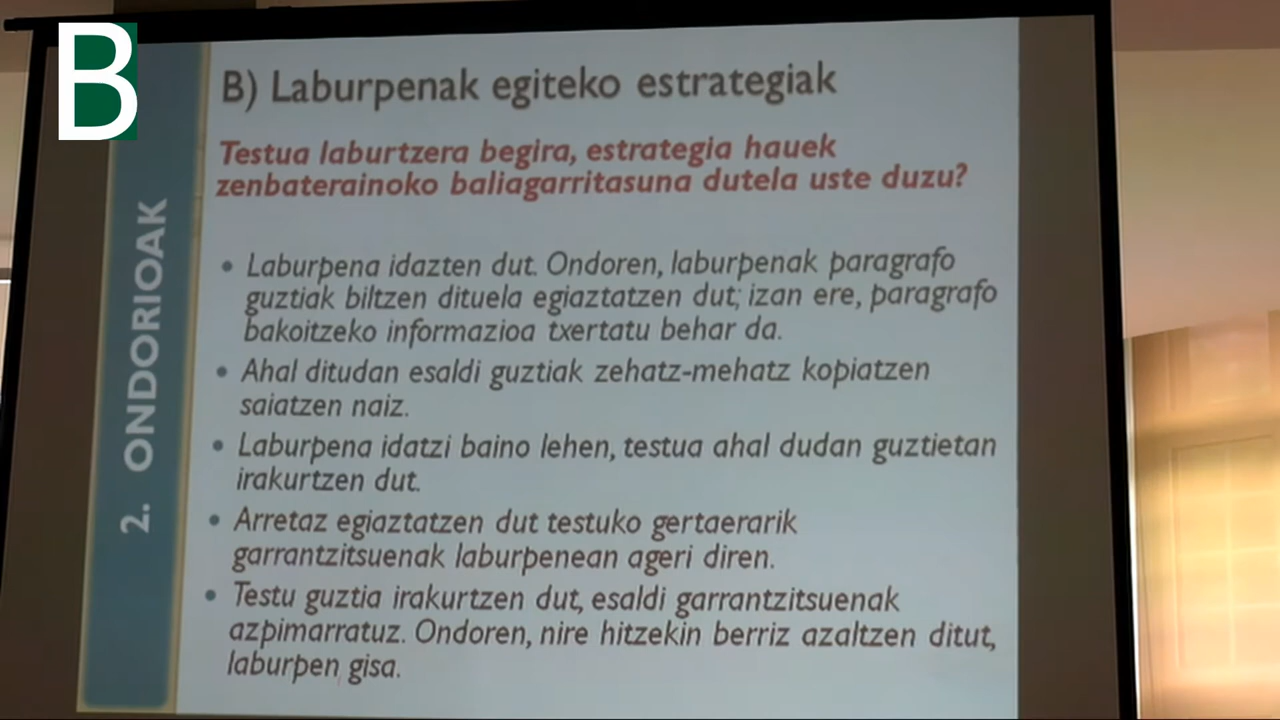 B
B) Laburpenak egiteko estrategiak
Testua laburtzera begira, estrategia hauek
zenbaterainoko baliagarritasuna dutela uste duzu?
2. ONDORIOAK
• Laburpena idazten dut. Ondoren, laburpenak paragrafo
guztiak biltzen dituela egiaztatzen dut; izan ere, paragrafo
bakoitzeko informazioa txertatu behar da.
• Ahal ditudan esaldi guztiak zehatz-mehatz kopiatzen
saiatzen naiz.
• Laburpena idatzi baino lehen, testua ahal dudan guztietan
irakurtzen dut.
• Arretaz egiaztatzen dut testuko gertaerarik
garrantzitsuenak laburpenean ageri diren.
• Testu guztia irakurtzen dut, esaldi garrantzitsuenak
azpimarratuz. Ondoren, nire hitzekin berriz azaltzen ditut,
laburpen gisa.